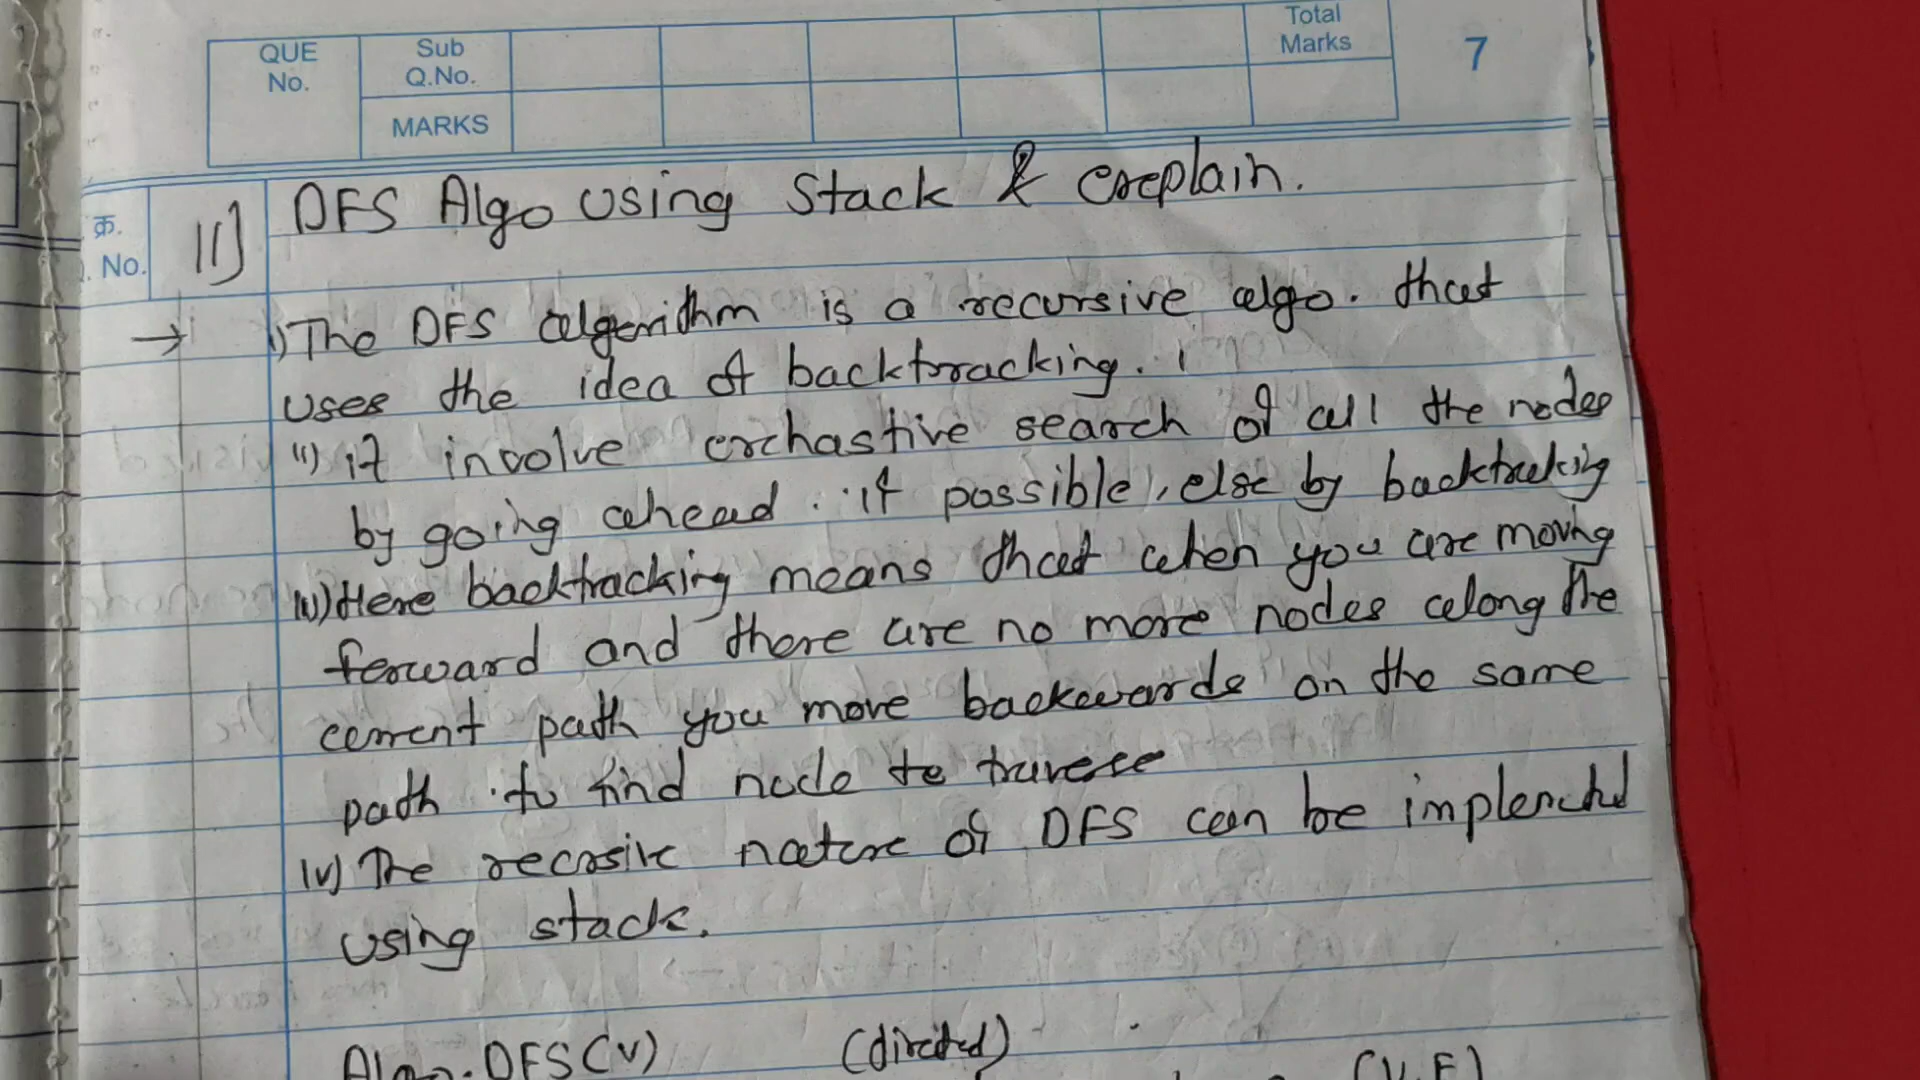 QUE No.
Sub Q.No.
Total Marks
7
MARKS
क्र. No.
11] DFS Algo using Stack & explain.
→ i) The DFS algorithm is a recursive algo. that
uses the idea of backtracking.
ii) it involve exchastive search of all the nodes
by going ahead. if possible, else by backtracking
iii) Here backtracking means that when you are moving
forward and there are no more nodes along the
current path you move backwards on the same
path to find node to traverse
iv) The recrsive nature of DFS can be implemented
using stack.
Algo. DFS(v) (directed)
(V, E)